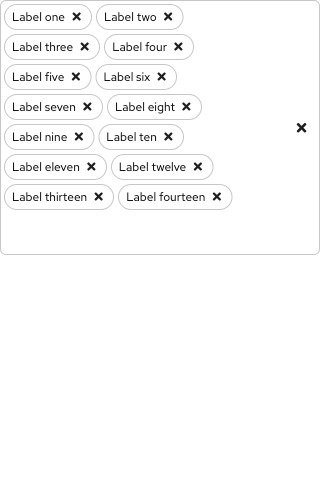 Label one Label two
Label three Label four
Label five Label six
Label seven Label eight
Label nine Label ten
Label eleven Label twelve
Label thirteen Label fourteen